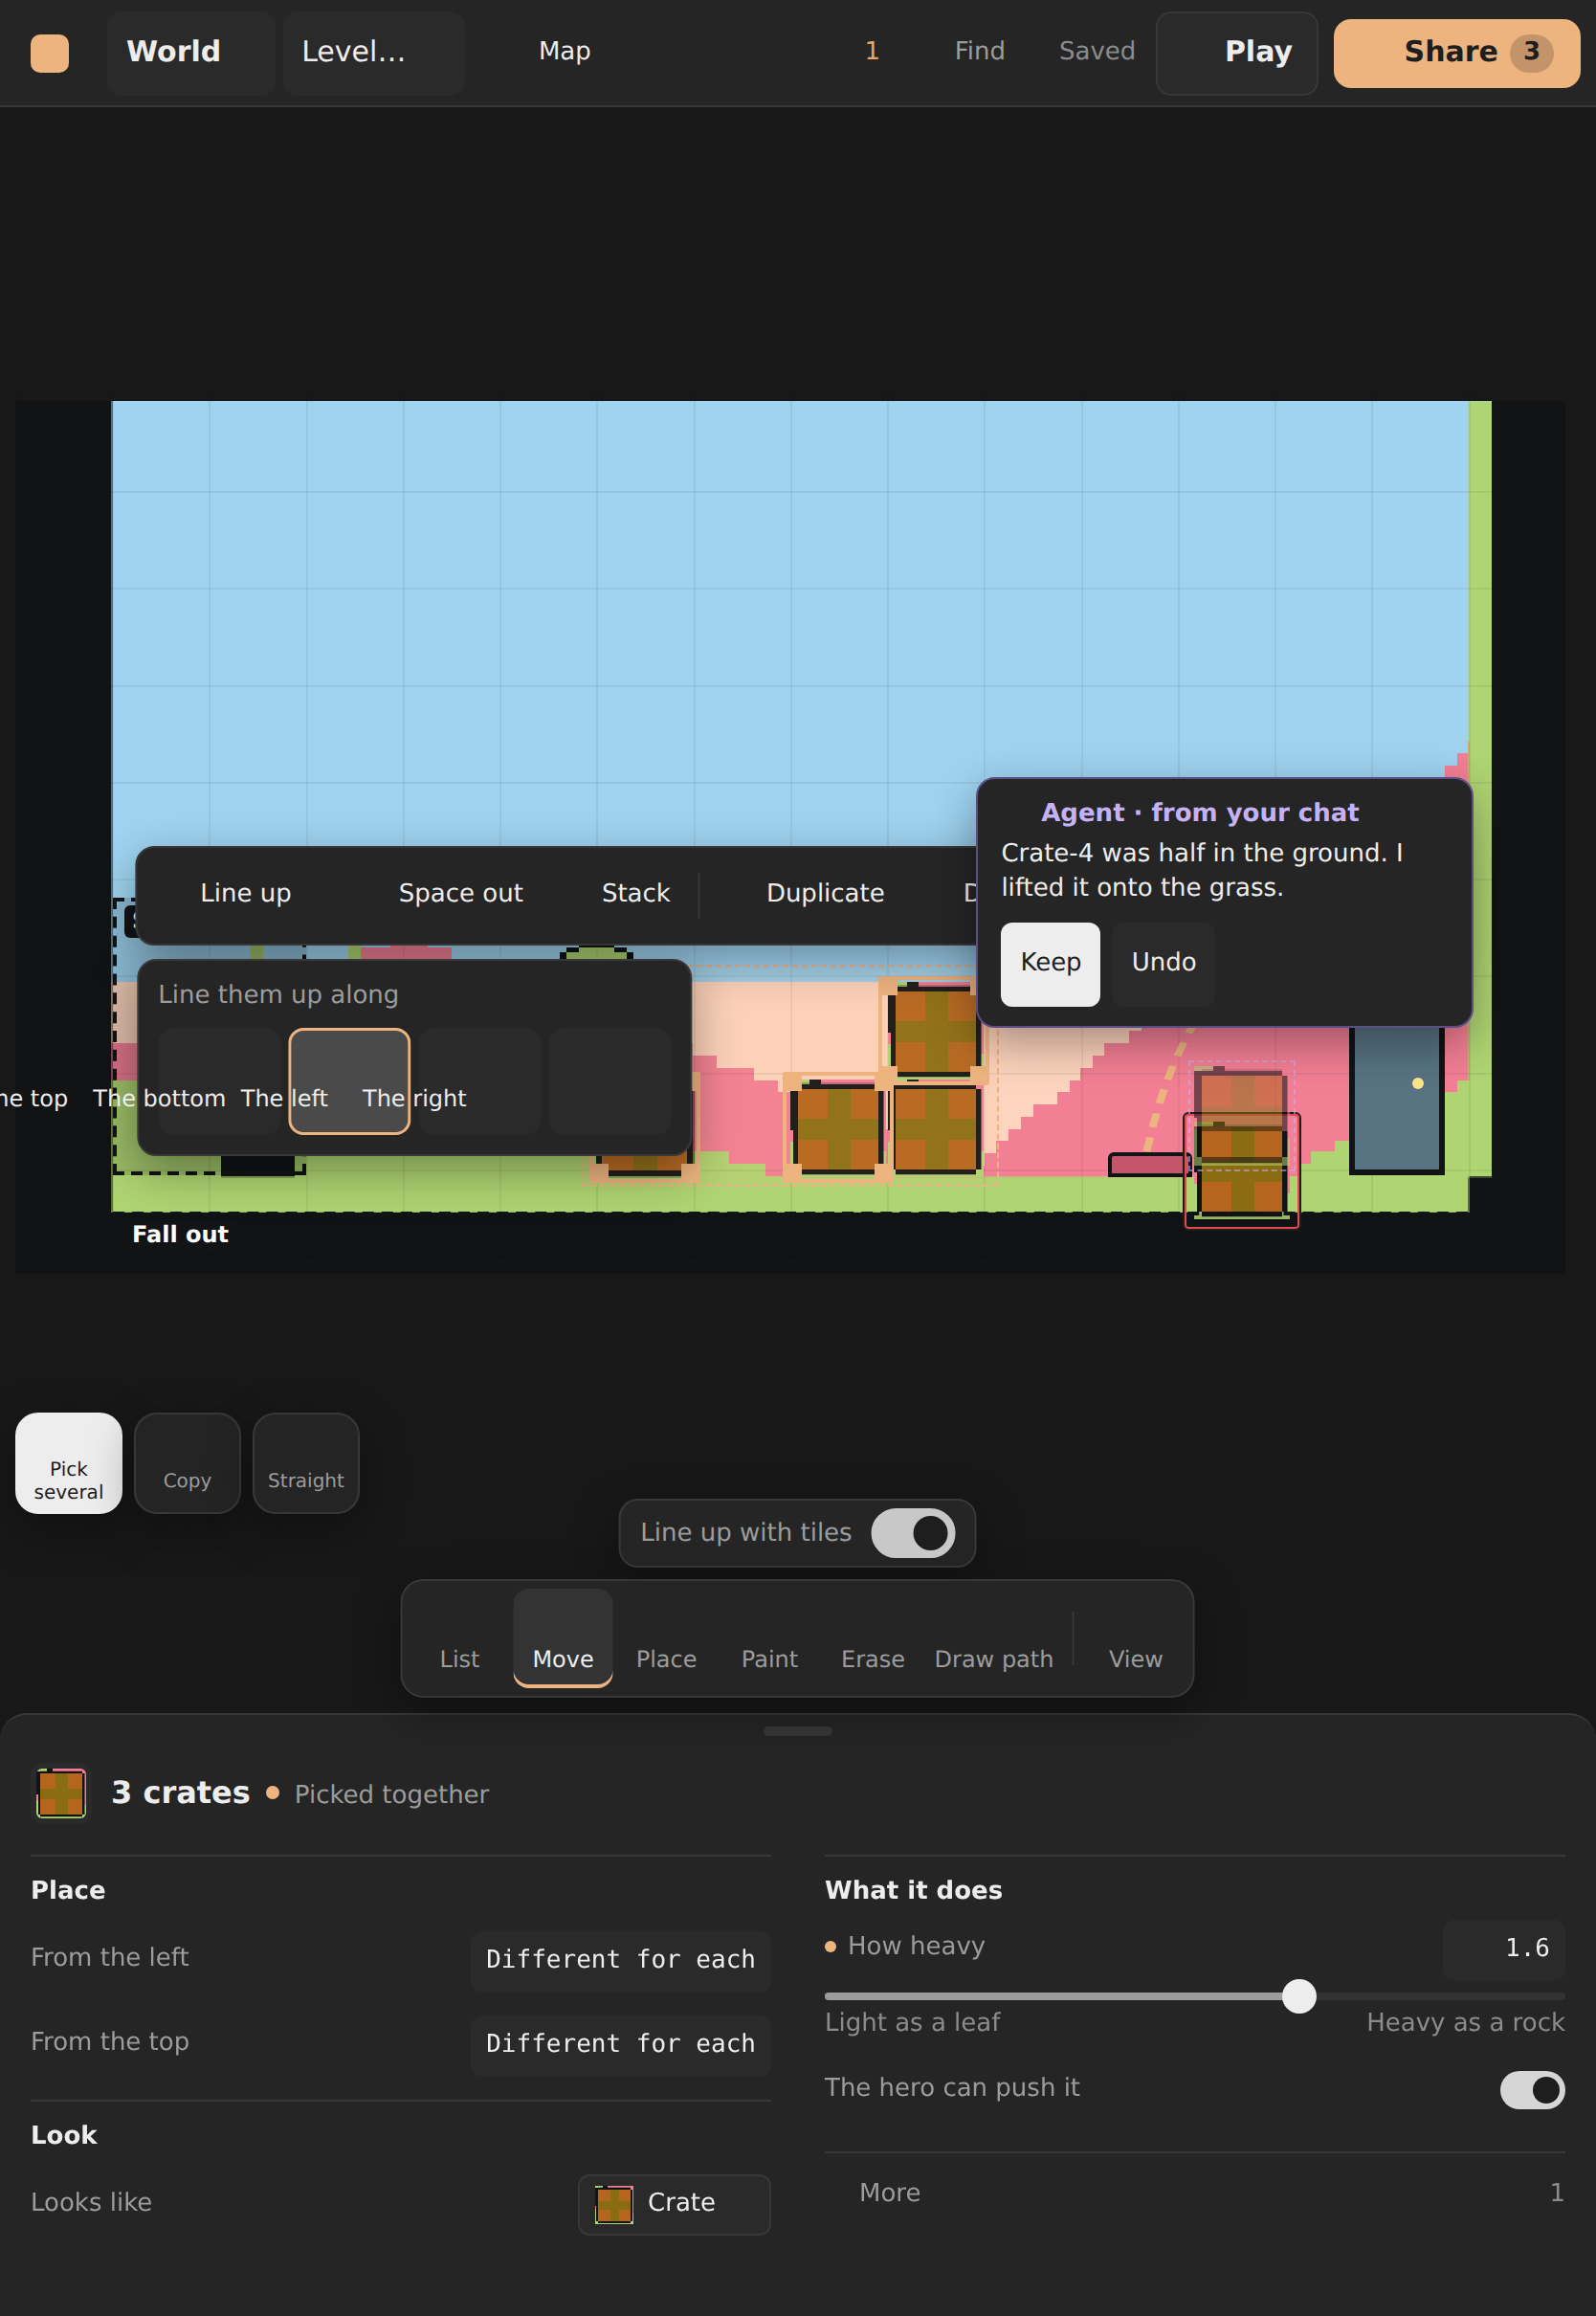 World
Level...
Map
1
Find
Saved
Play
Share 3
Agent · from your chat
Crate-4 was half in the ground. I
lifted it onto the grass.
Keep
Undo
Line up
Space out
Stack
Duplicate
Line them up along
top
The bottom
The left
The right
Fall out
Pick
several
Copy
Straight
Line up with tiles
List
Move
Place
Paint
Erase
Draw path
View
3 crates
Picked together
Place
From the left
Different for each
From the top
Different for each
Look
Looks like
Crate
What it does
How heavy
1.6
Light as a leaf
Heavy as a rock
The hero can push it
More
1